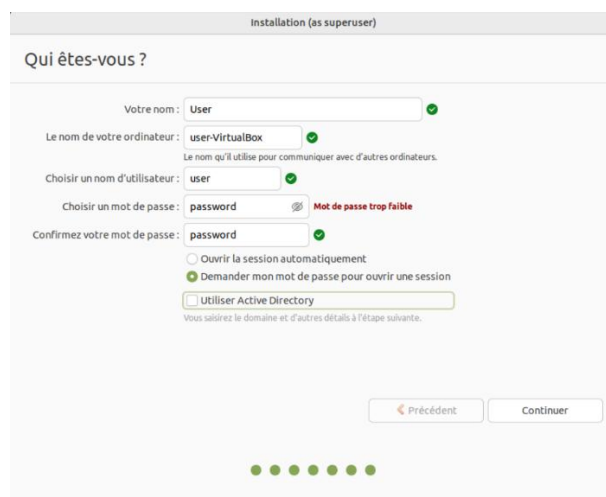 Installation (as superuser)
Qui êtes-vous ?
Votre nom : User
Le nom de votre ordinateur : user-VirtualBox
Le nom qu'il utilise pour communiquer avec d'autres ordinateurs.
Choisir un nom d'utilisateur : user
Choisir un mot de passe : password Mot de passe trop faible
Confirmez votre mot de passe : password
Ouvrir la session automatiquement
Demander mon mot de passe pour ouvrir une session
Utiliser Active Directory
Vous saisirez le domaine et d'autres détails à l'étape suivante.
Précédent Continuer